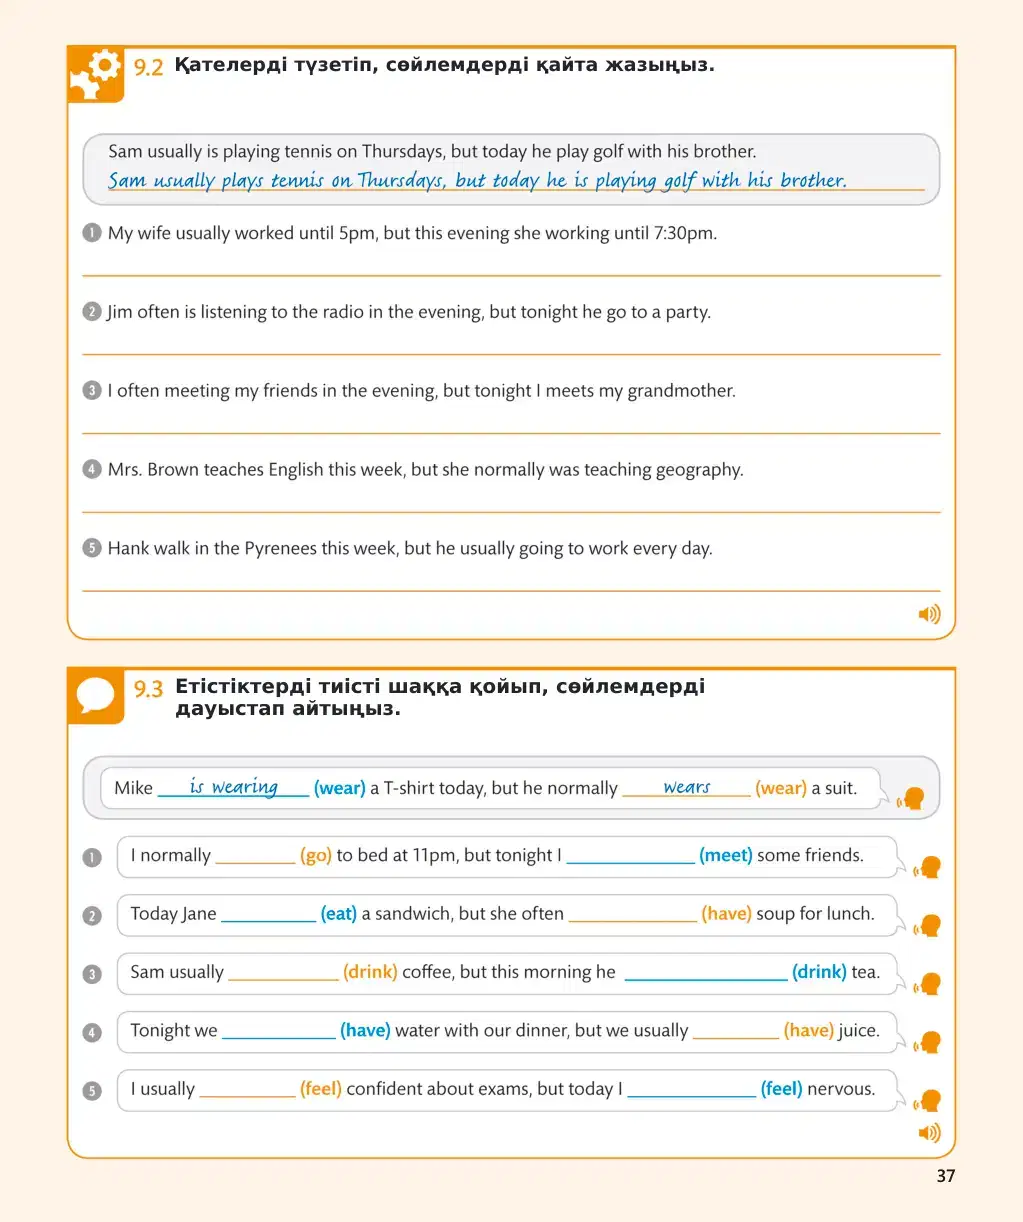 9.2 Қателерді түзетіп, сөйлемдерді қайта жазыңыз.
Sam usually is playing tennis on Thursdays, but today he play golf with his brother.
Sam usually plays tennis on Thursdays, but today he is playing golf with his brother.
1 My wife usually worked until 5pm, but this evening she working until 7:30pm.
2 Jim often is listening to the radio in the evening, but tonight he go to a party.
3 I often meeting my friends in the evening, but tonight I meets my grandmother.
4 Mrs. Brown teaches English this week, but she normally was teaching geography.
5 Hank walk in the Pyrenees this week, but he usually going to work every day.
9.3 Етістіктерді тиісті шаққа қойып, сөйлемдерді
дауыстап айтыңыз.
Mike is wearing (wear) a T-shirt today, but he normally wears (wear) a suit.
1 I normally ________ (go) to bed at 11pm, but tonight I ________ (meet) some friends.
2 Today Jane ________ (eat) a sandwich, but she often ________ (have) soup for lunch.
3 Sam usually ________ (drink) coffee, but this morning he ________ (drink) tea.
4 Tonight we ________ (have) water with our dinner, but we usually ________ (have) juice.
5 I usually ________ (feel) confident about exams, but today I ________ (feel) nervous.
37